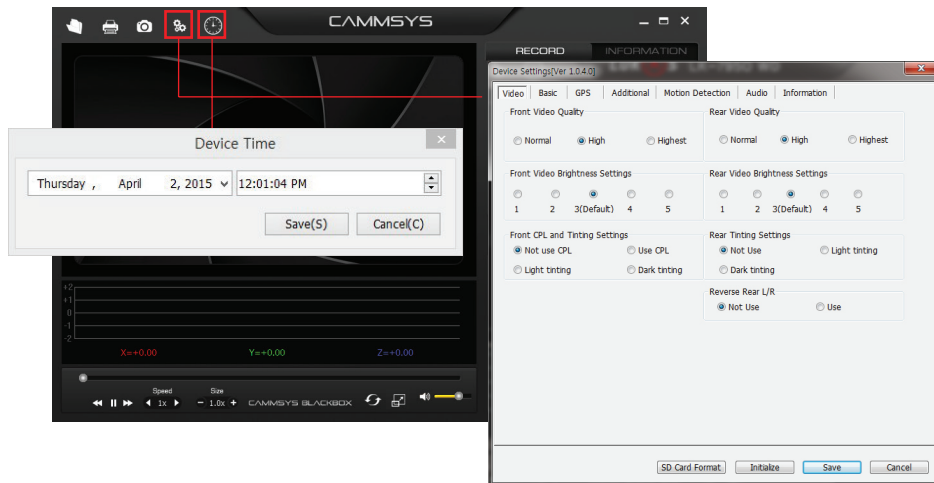 CAMMSYS
RECORD INFORMATION
Device Settings[Ver 1.0.4.0]
Video Basic GPS Additional Motion Detection Audio Information
Front Video Quality
Normal High Highest
Rear Video Quality
Normal High Highest
Front Video Brightness Settings
1 2 3(Default) 4 5
Rear Video Brightness Settings
1 2 3(Default) 4 5
Front CPL and Tinting Settings
Not use CPL Use CPL
Light tinting Dark tinting
Rear Tinting Settings
Not Use Light tinting
Dark tinting
Reverse Rear L/R
Not Use Use
SD Card Format Initialize Save Cancel
Device Time
Thursday , April 2, 2015 12:01:04 PM
Save(S) Cancel(C)
+2
+1
0
-1
-2
X=+0.00 Y=+0.00 Z=+0.00
Speed Size
1x - 1.0x + CAMMSYS BLACKBOX